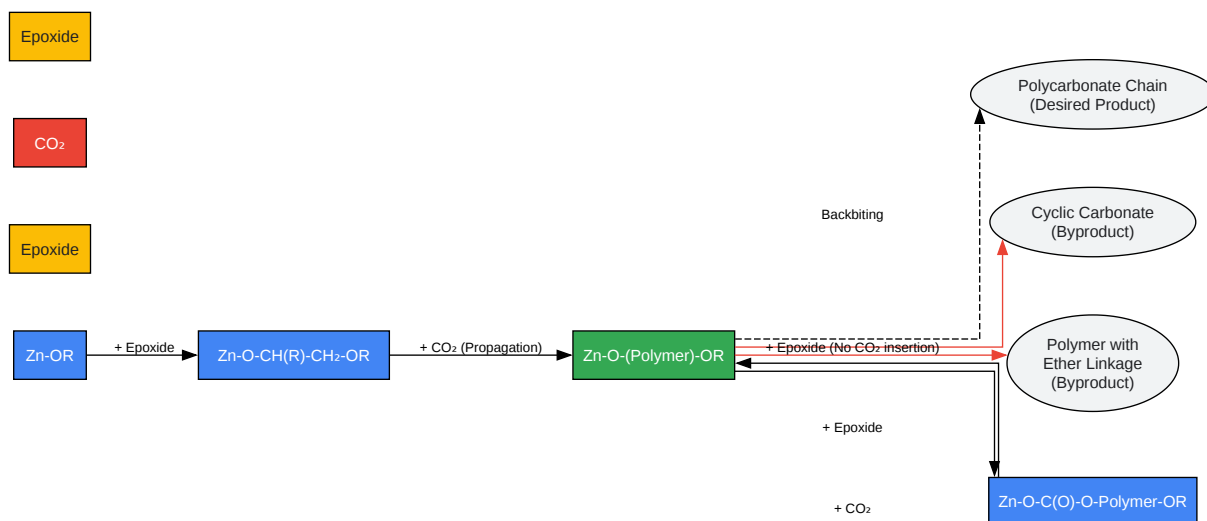 Epoxide
CO₂
Epoxide
Zn-OR
+ Epoxide
Zn-O-CH(R)-CH₂-OR
+ CO₂ (Propagation)
Zn-O-(Polymer)-OR
Backbiting
+ Epoxide (No CO₂ insertion)
+ Epoxide
+ CO₂
Polycarbonate Chain
(Desired Product)
Cyclic Carbonate
(Byproduct)
Polymer with
Ether Linkage
(Byproduct)
Zn-O-C(O)-O-Polymer-OR